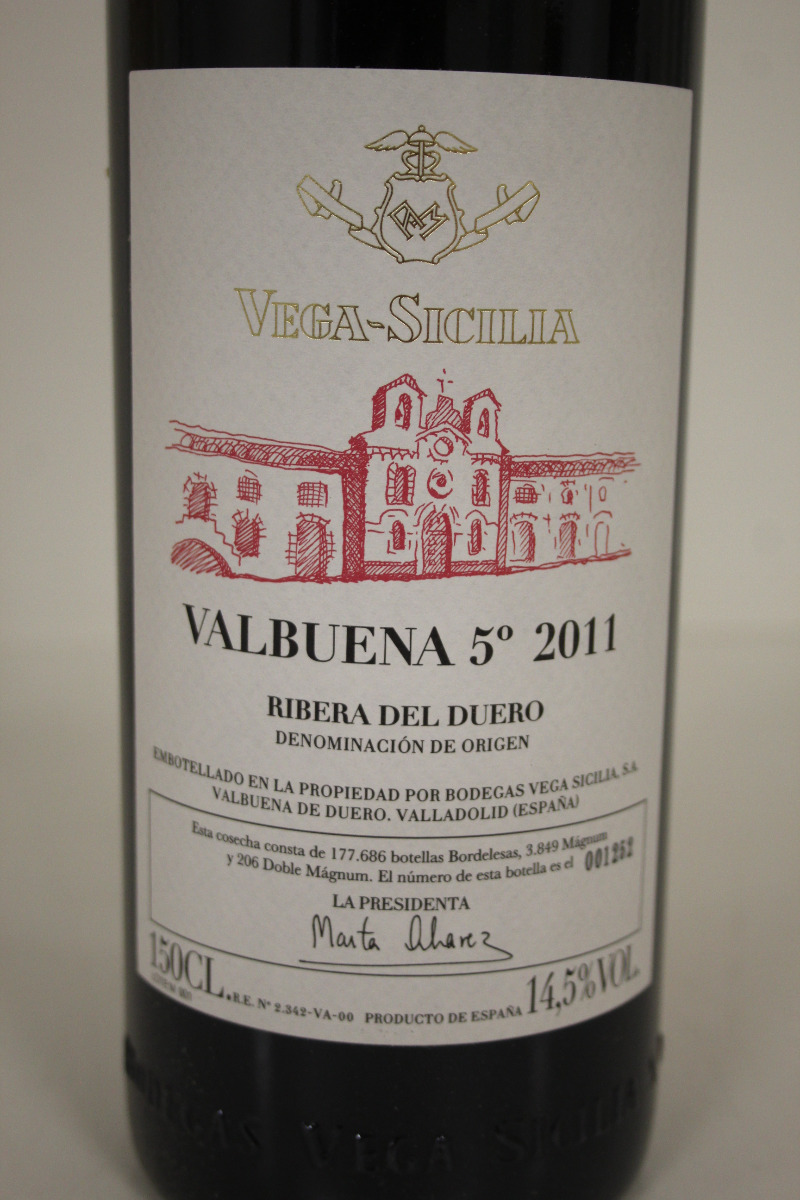 VEGA-SICILIA
VALBUENA 5º 2011
RIBERA DEL DUERO
DENOMINACIÓN DE ORIGEN
EMBOTELLADO EN LA PROPIEDAD POR BODEGAS VEGA SICILIA, S.A.
VALBUENA DE DUERO. VALLADOLID (ESPAÑA)
Esta cosecha consta de 177.686 botellas Bordelesas, 3.849 Mágnum
y 206 Doble Mágnum. El número de esta botella es el 001262
LA PRESIDENTA
Marta Alvarez
150CL. R.E. Nº 2.342-VA-00 PRODUCTO DE ESPAÑA 14,5% VOL.
BODEGAS VEGA SICILIA